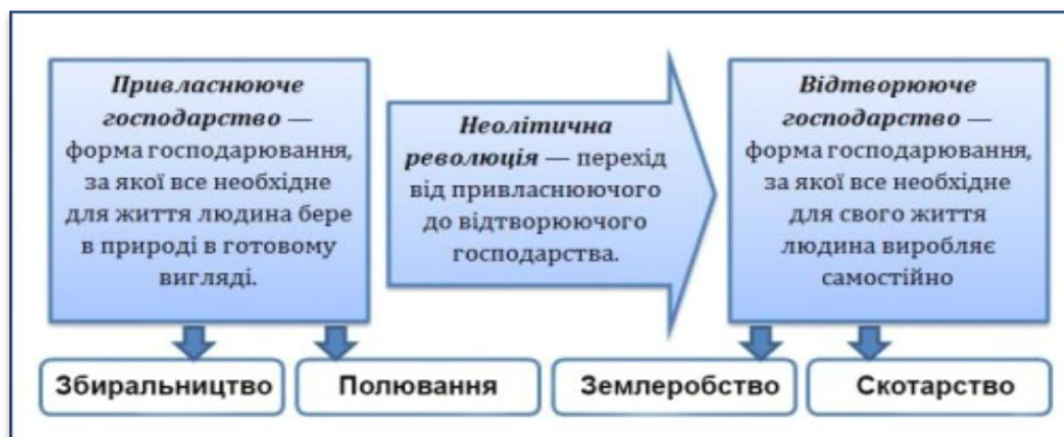 Привласнююче
господарство —
форма господарювання,
за якої все необхідне
для життя людина бере
в природі в готовому
вигляді.
Неолітична
революція — перехід
від привласнюючого
до відтворюючого
господарства.
Відтворююче
господарство —
форма господарювання,
за якої все необхідне
для свого життя
людина виробляє
самостійно
Збиральництво
Полювання
Землеробство
Скотарство